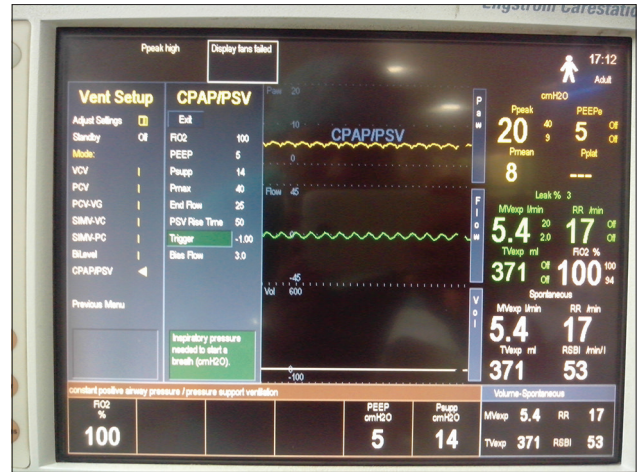 Engstrom Carestation
Ppeak high
Display fans failed
17:12
Adult
Vent Setup
Adjust Settings
Standby Off
Mode:
VCV
PCV
PCV-VG
SIMV-VC
SIMV-PC
BiLevel
CPAP/PSV
Previous Menu
CPAP/PSV
Exit
FiO2 100
PEEP 5
Psupp 14
Pmax 40
End Flow 25
PSV Rise Time 50
Trigger -1.00
Bias Flow 3.0
Inspiratory pressure
needed to start a
breath (cmH2O).
Paw 20
10
0
CPAP/PSV
Flow 45
0
-45
Vol 600
-100
Paw
Flow
Vol
cmH2O
Ppeak PEEPe
20 40 9 5 Off Off
Pmean Pplat
8 ---
Leak % 3
MVexp l/min RR /min
5.4 20 2.0 17 Off Off
TVexp ml FiO2 %
371 Off Off 100 100 94
Spontaneous
MVexp l/min RR /min
5.4 17
TVexp ml RSBI /min/l
371 53
constant positive airway pressure / pressure support ventilation
FiO2
%
100
PEEP
cmH2O
5
Psupp
cmH2O
14
Volume-Spontaneous
MVexp 5.4 RR 17
TVexp 371 RSBI 53